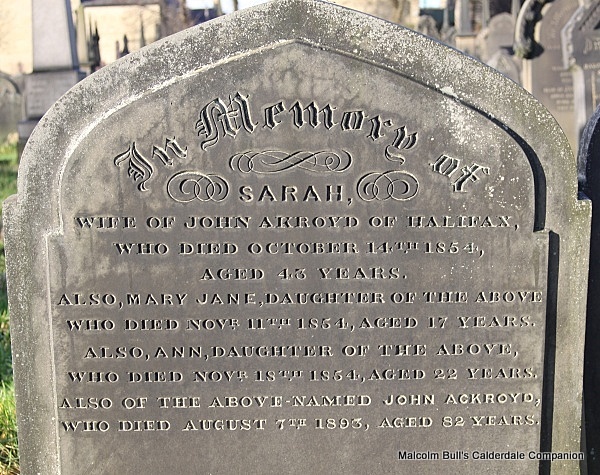 In Memory of
SARAH,
WIFE OF JOHN AKROYD OF HALIFAX,
WHO DIED OCTOBER 14TH 1854,
AGED 43 YEARS.
ALSO, MARY JANE, DAUGHTER OF THE ABOVE
WHO DIED NOVR 11TH 1854, AGED 17 YEARS.
ALSO, ANN, DAUGHTER OF THE ABOVE,
WHO DIED NOVR 18TH 1854, AGED 22 YEARS.
ALSO OF THE ABOVE-NAMED JOHN ACKROYD,
WHO DIED AUGUST 7TH 1893, AGED 82 YEARS.
Malcolm Bull's Calderdale Companion